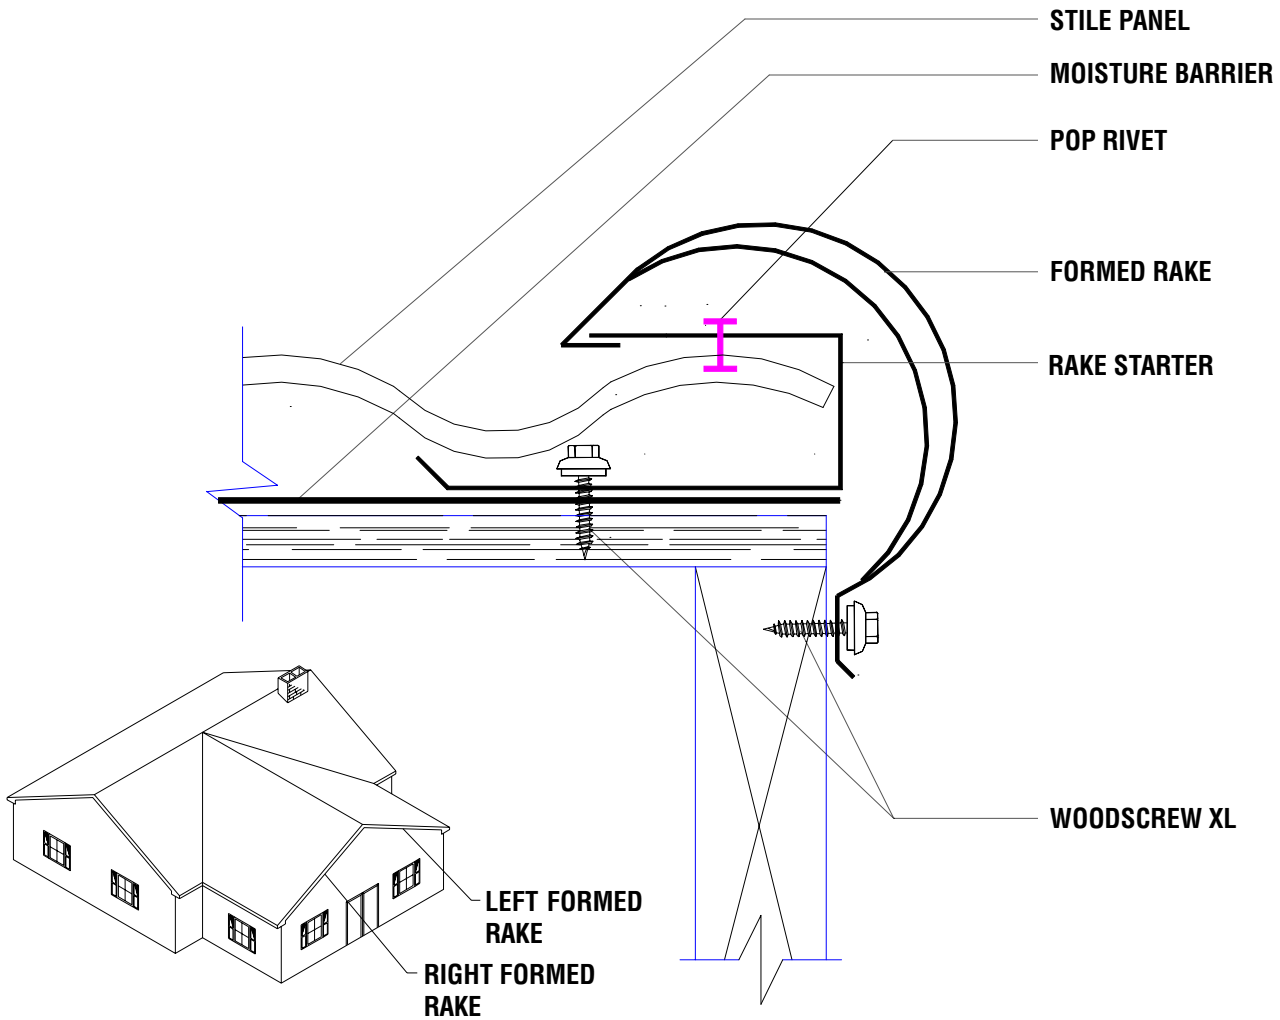 STILE PANEL
MOISTURE BARRIER
POP RIVET
FORMED RAKE
RAKE STARTER
WOODSCREW XL
LEFT FORMED
RAKE
RIGHT FORMED
RAKE